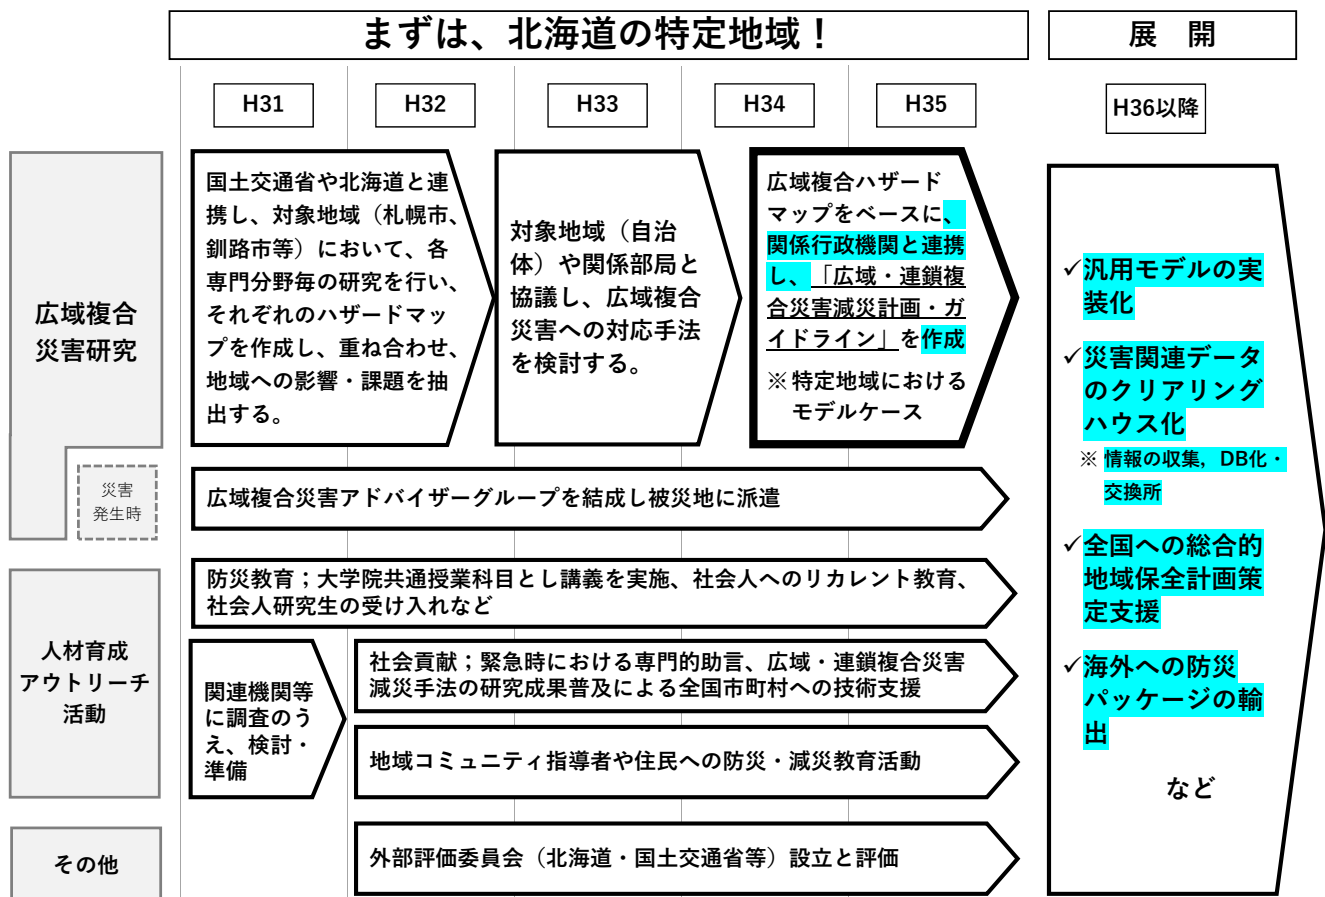 まずは、北海道の特定地域！
展　開
H31
H32
H33
H34
H35
H36以降
広域複合
災害研究
国土交通省や北海道と連
携し、対象地域（札幌市、
釧路市等）において、各
専門分野毎の研究を行い、
それぞれのハザードマッ
プを作成し、重ね合わせ、
地域への影響・課題を抽
出する。
対象地域（自治
体）や関係部局と
協議し、広域複合
災害への対応手法
を検討する。
広域複合ハザード
マップをベースに、
関係行政機関と連携
し、「広域・連鎖複
合災害減災計画・ガ
イドライン」を作成
※ 特定地域における
モデルケース
災害
発生時
広域複合災害アドバイザーグループを結成し被災地に派遣
人材育成
アウトリーチ
活動
防災教育；大学院共通授業科目とし講義を実施、社会人へのリカレント教育、
社会人研究生の受け入れなど
関連機関等
に調査のう
え、検討・
準備
社会貢献；緊急時における専門的助言、広域・連鎖複合災害
減災手法の研究成果普及による全国市町村への技術支援
地域コミュニティ指導者や住民への防災・減災教育活動
その他
外部評価委員会（北海道・国土交通省等）設立と評価
✓汎用モデルの実
装化
✓災害関連データ
のクリアリング
ハウス化
※ 情報の収集，DB化・
交換所
✓全国への総合的
地域保全計画策
定支援
✓海外への防災
パッケージの輸
出
など